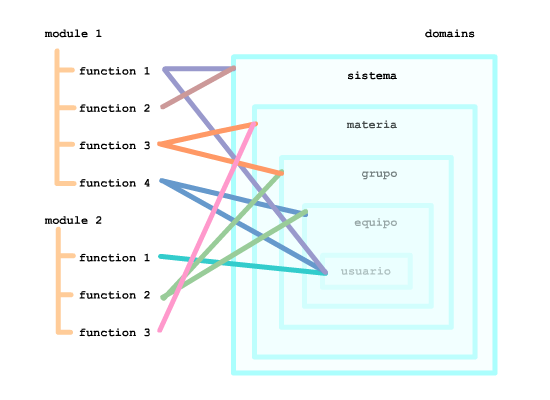 module 1
function 1
function 2
function 3
function 4
module 2
function 1
function 2
function 3
domains
sistema
materia
grupo
equipo
usuario